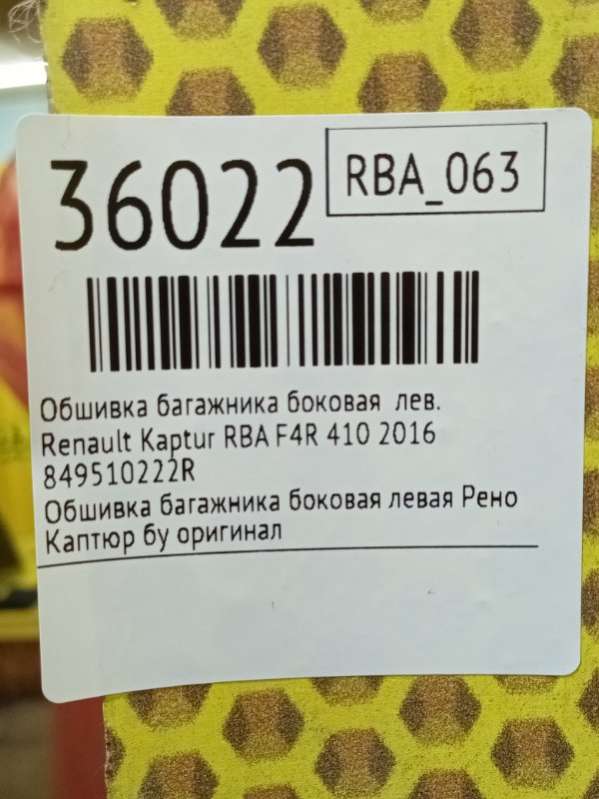 36022
RBA_063
Обшивка багажника боковая лев.
Renault Kaptur RBA F4R 410 2016
849510222R
Обшивка багажника боковая левая Рено
Каптюр бу оригинал